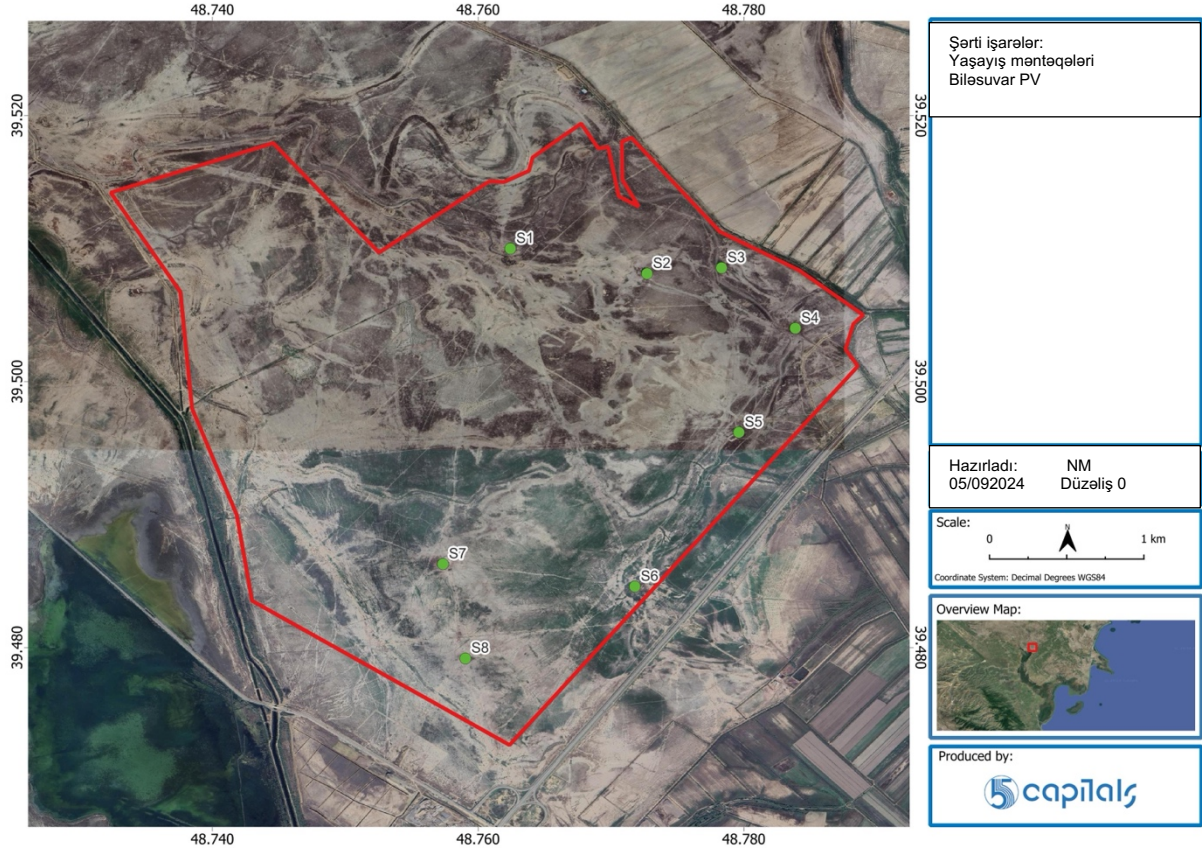 48.740 48.760 48.780
39.520 39.520
S1
S2 S3
S4
39.500 39.500
S5
S7
S6
S8
39.480 39.480
48.740 48.760 48.780
Şərti işarələr:
Yaşayış məntəqələri
Biləsuvar PV
Hazırladı: NM
05/092024 Düzəliş 0
Scale:
N
0 1 km
Coordinate System: Decimal Degrees WGS84
Overview Map:
Produced by:
5 capitals